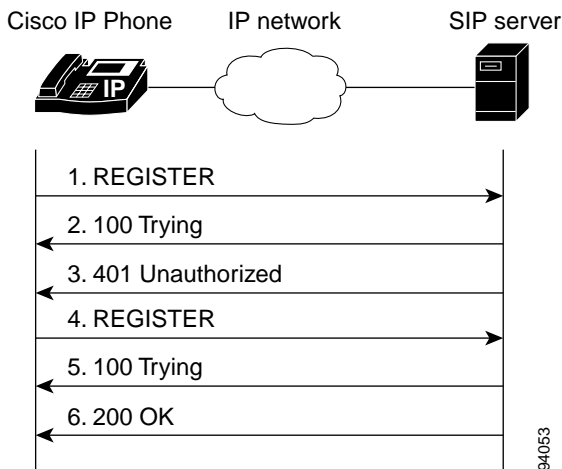 Cisco IP Phone IP network SIP server
IP
1. REGISTER
2. 100 Trying
3. 401 Unauthorized
4. REGISTER
5. 100 Trying
6. 200 OK
94053